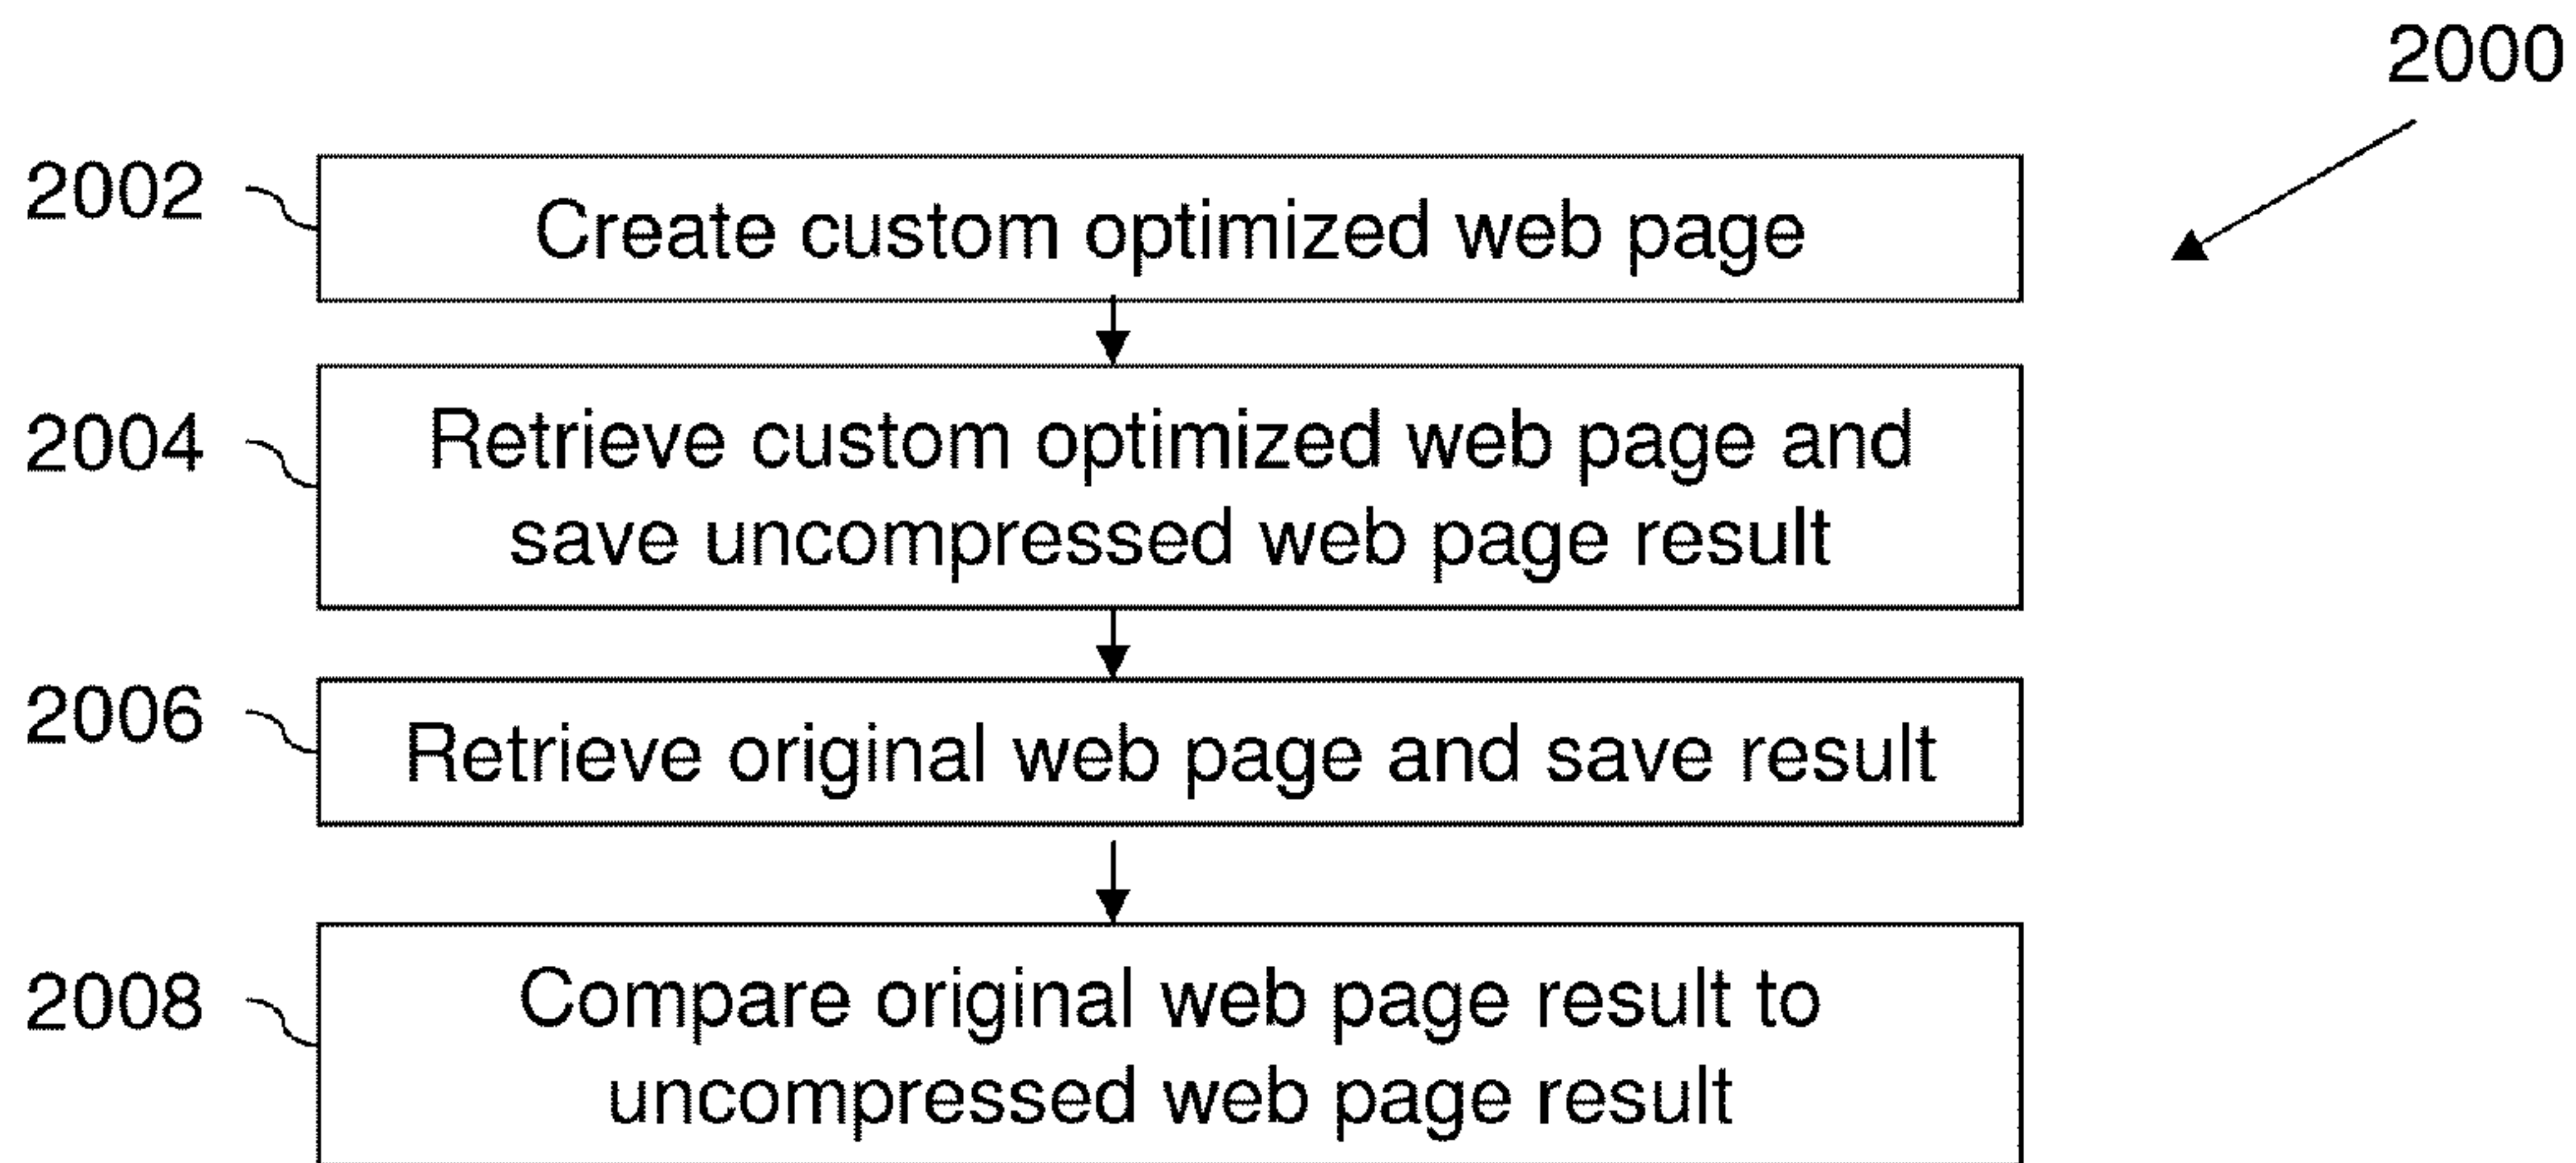 2000
2002
Create custom optimized web page
2004
Retrieve custom optimized web page and
save uncompressed web page result
2006
Retrieve original web page and save result
2008
Compare original web page result to
uncompressed web page result